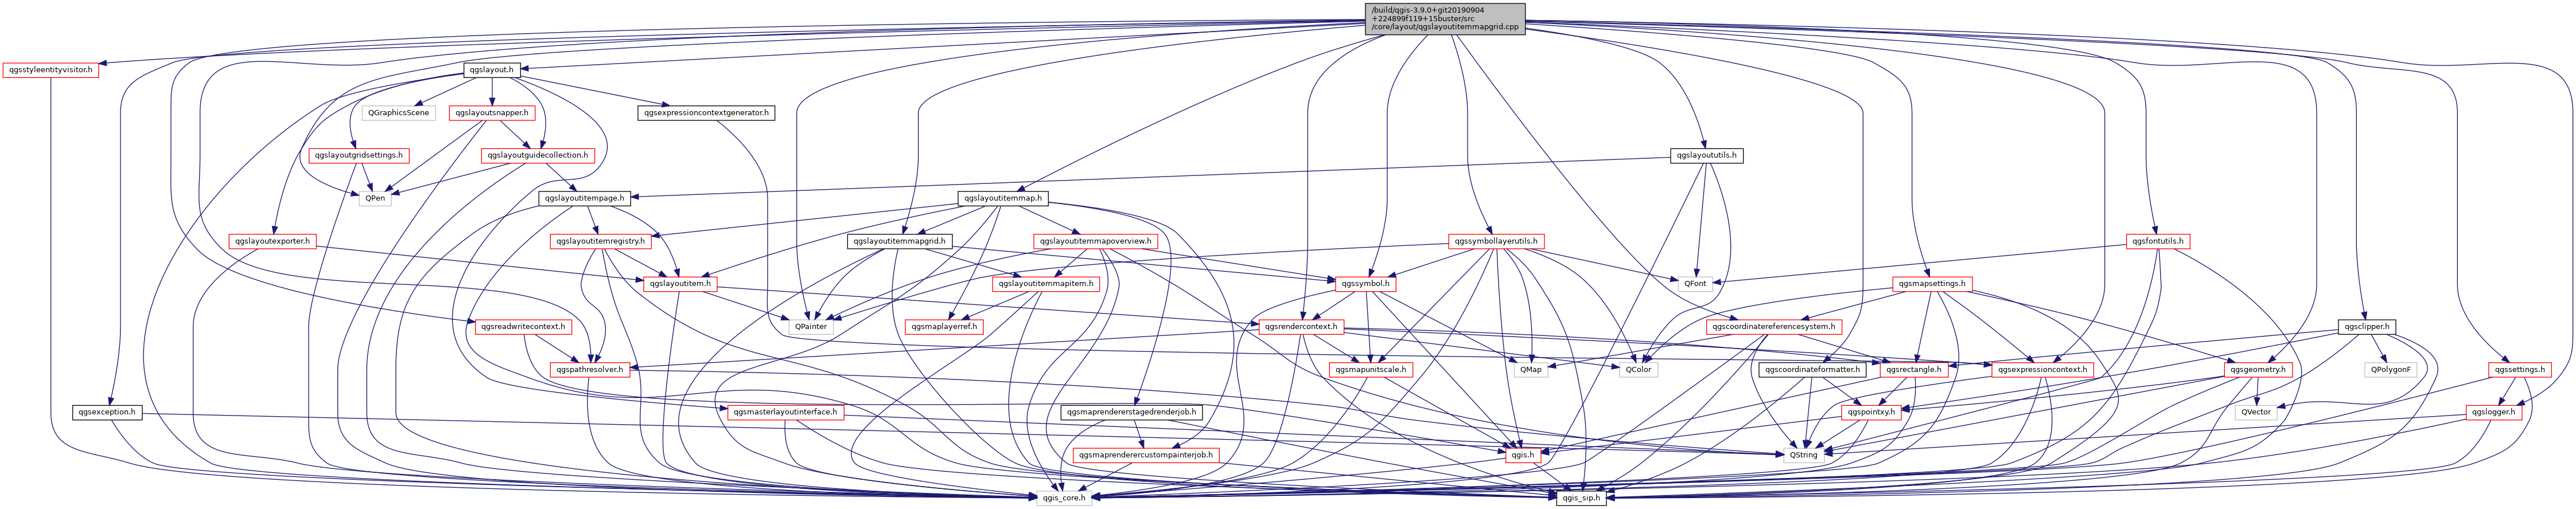 /build/qgis-3.9.0+git20190904
+224899f119+15buster/src
/core/layout/qgslayoutitemmapgrid.cpp
qgsstyleentityvisitor.h
qgslayout.h
QGraphicsScene
qgslayoutsnapper.h
qgsexpressioncontextgenerator.h
qgslayoutgridsettings.h
qgslayoutguidecollection.h
qgslayoututils.h
QPen
qgslayoutitempage.h
qgslayoutitemmap.h
qgslayoutexporter.h
qgslayoutitemregistry.h
qgslayoutitemmapgrid.h
qgslayoutitemmapoverview.h
qgssymbollayerutils.h
qgsfontutils.h
qgslayoutitem.h
qgslayoutitemmapitem.h
qgssymbol.h
QFont
qgsmapsettings.h
qgsreadwritecontext.h
QPainter
qgsmaplayerref.h
qgsrendercontext.h
qgscoordinatereferencesystem.h
qgsclipper.h
qgspathresolver.h
qgsmapunitscale.h
QMap
QColor
qgscoordinateformatter.h
qgsrectangle.h
qgsexpressioncontext.h
qgsgeometry.h
QPolygonF
qgssettings.h
qgsexception.h
qgsmasterlayoutinterface.h
qgsmaprendererstagedrenderjob.h
qgspointxy.h
QVector
qgslogger.h
qgsmaprenderercustompainterjob.h
qgis.h
QString
qgis_core.h
qgis_sip.h